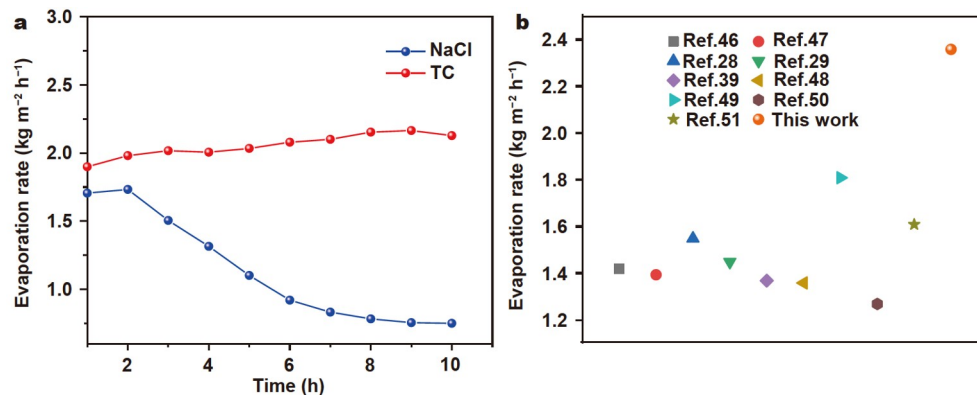 a
3.0
2.5
2.0
1.5
1.0
Evaporation rate (kg m⁻² h⁻¹)
NaCl
TC
2 4 6 8 10
Time (h)
b
2.4
2.2
2.0
1.8
1.6
1.4
1.2
Evaporation rate (kg m⁻² h⁻¹)
Ref.46 Ref.47
Ref.28 Ref.29
Ref.39 Ref.48
Ref.49 Ref.50
Ref.51 This work